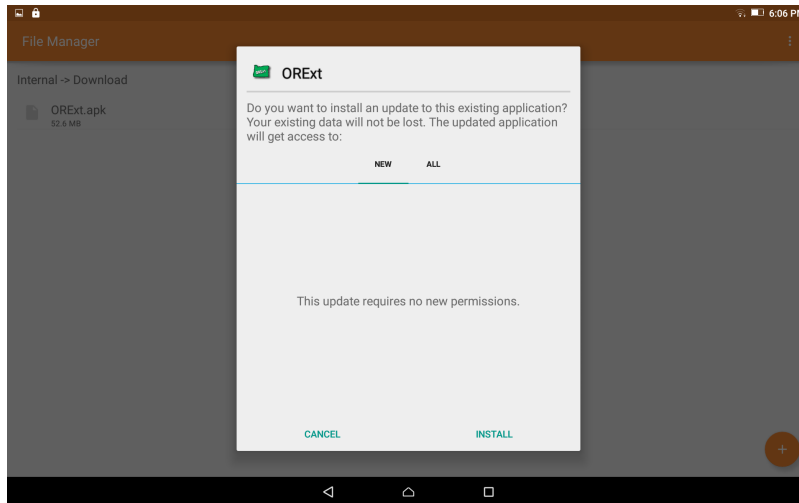 6:06 P
File Manager
ORExt
Internal -> Download
Do you want to install an update to this existing application?
Your existing data will not be lost. The updated application
will get access to:
ORExt.apk
52.6 MB
NEW ALL
This update requires no new permissions.
CANCEL INSTALL